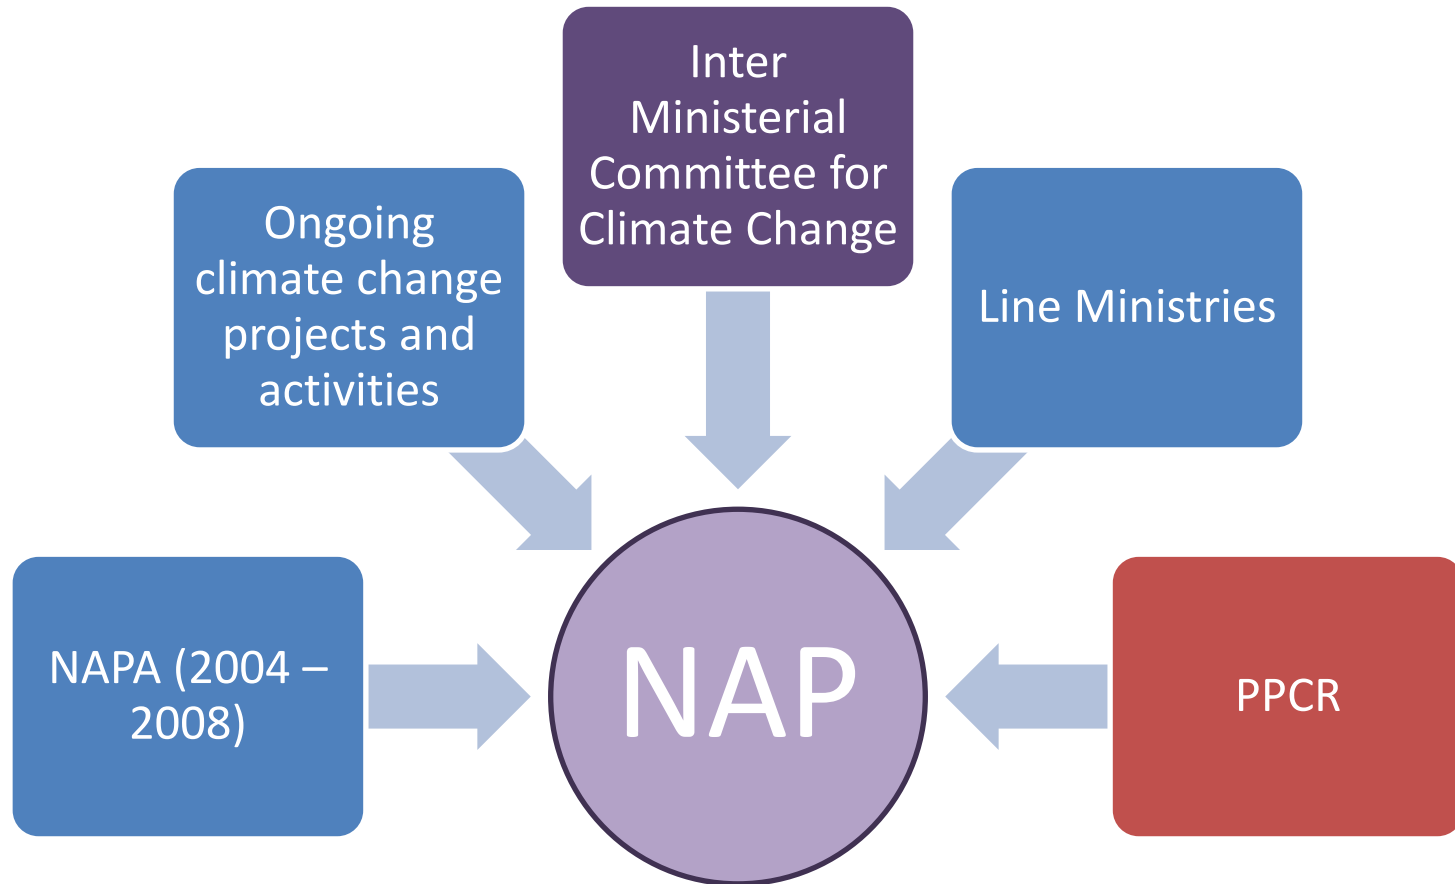 Inter
Ministerial
Committee for
Climate Change
Ongoing
climate change
projects and
activities
Line Ministries
NAPA (2004 –
2008)
NAP
PPCR